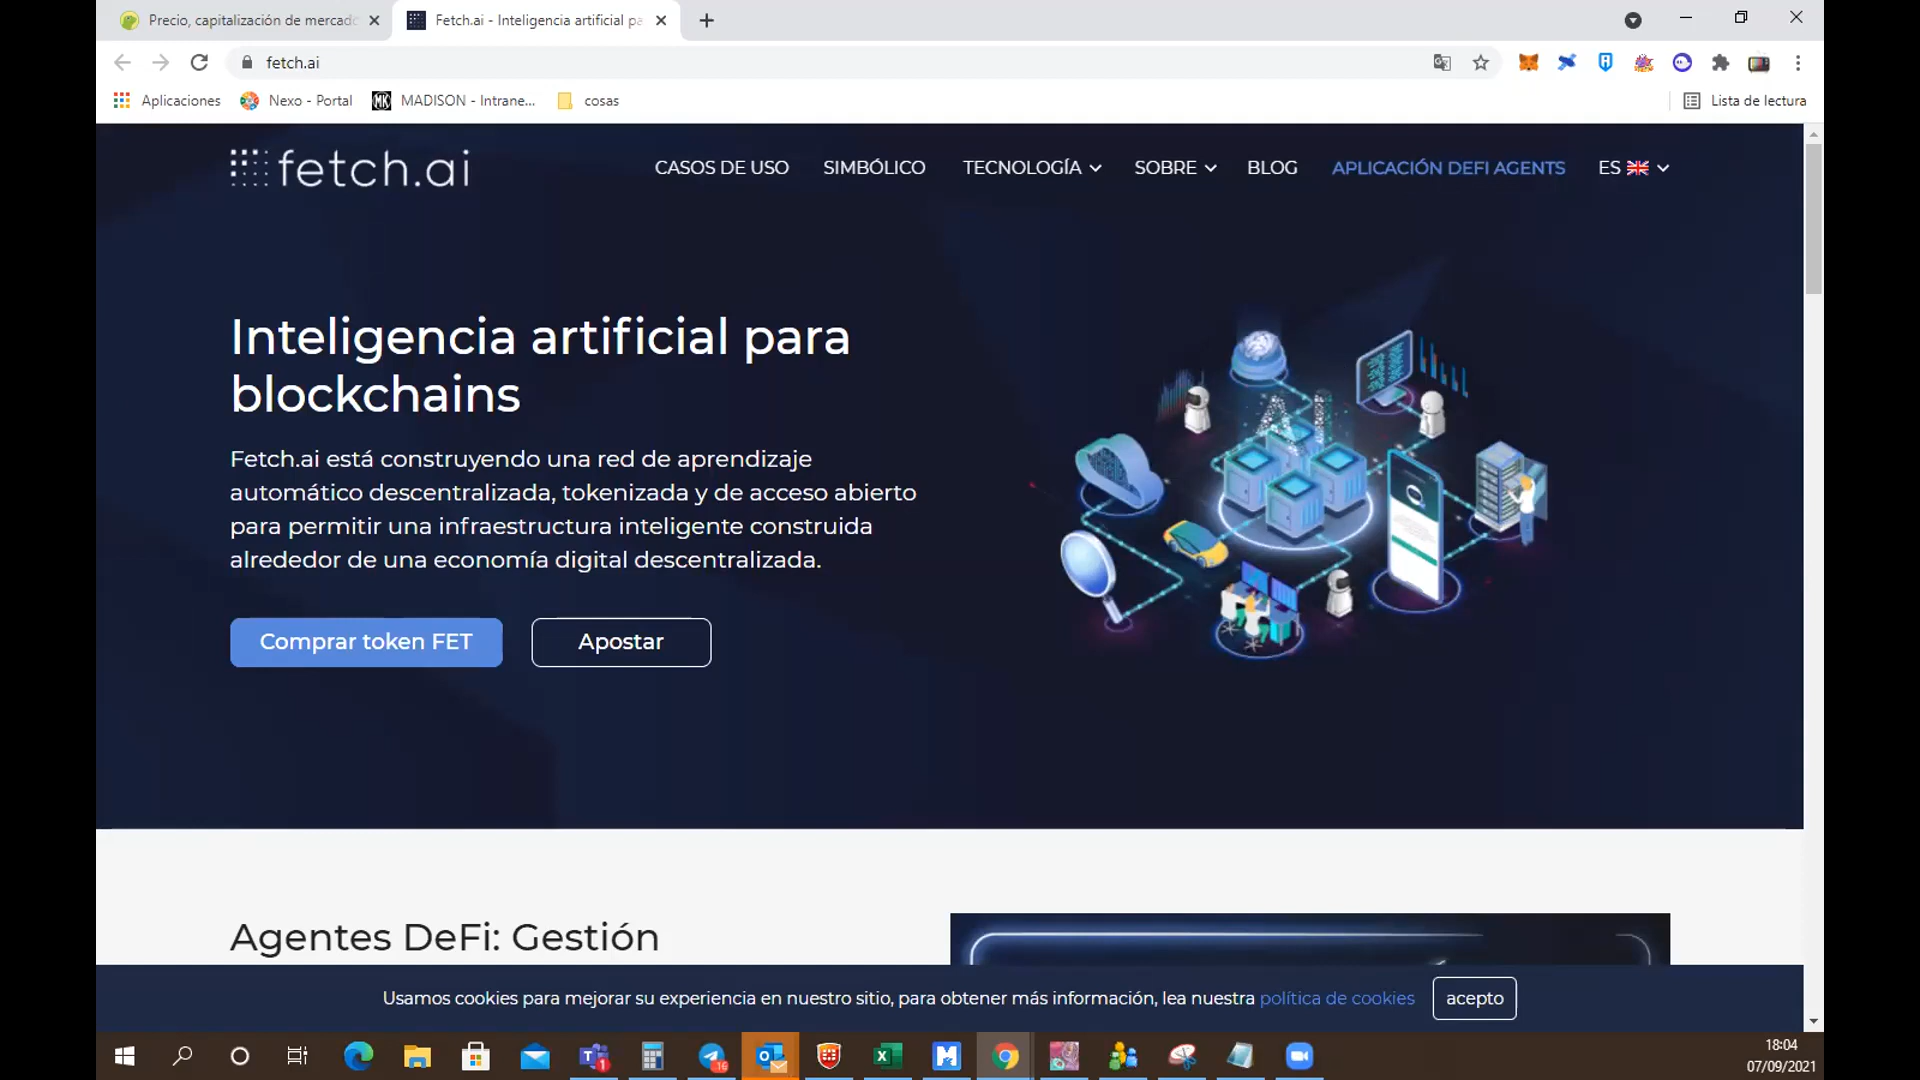 Precio, capitalización de mercado
Fetch.ai - Inteligencia artificial pa
fetch.ai
Aplicaciones
Nexo - Portal
MADISON - Intrane...
cosas
Lista de lectura
fetch.ai
CASOS DE USO
SIMBÓLICO
TECNOLOGÍA
SOBRE
BLOG
APLICACIÓN DEFI AGENTS
ES
Inteligencia artificial para
blockchains
Fetch.ai está construyendo una red de aprendizaje
automático descentralizada, tokenizada y de acceso abierto
para permitir una infraestructura inteligente construida
alrededor de una economía digital descentralizada.
Comprar token FET
Apostar
Agentes DeFi: Gestión
Usamos cookies para mejorar su experiencia en nuestro sitio, para obtener más información, lea nuestra política de cookies
acepto
18:04
07/09/2021